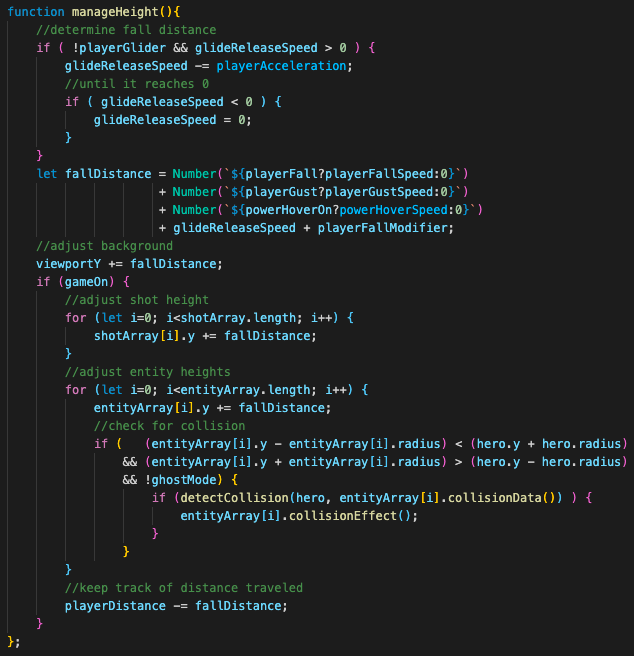 function manageHeight(){
    //determine fall distance
    if ( !playerGlider && glideReleaseSpeed > 0 ) {
        glideReleaseSpeed -= playerAcceleration;
        //until it reaches 0
        if ( glideReleaseSpeed < 0 ) {
            glideReleaseSpeed = 0;
        }
    }
    let fallDistance = Number(`${playerFall?playerFallSpeed:0}`)
                     + Number(`${playerGust?playerGustSpeed:0}`)
                     + Number(`${powerHoverOn?powerHoverSpeed:0}`)
                     + glideReleaseSpeed + playerFallModifier;
    //adjust background
    viewportY += fallDistance;
    if (gameOn) {
        //adjust shot height
        for (let i=0; i<shotArray.length; i++) {
            shotArray[i].y += fallDistance;
        }
        //adjust entity heights
        for (let i=0; i<entityArray.length; i++) {
            entityArray[i].y += fallDistance;
            //check for collision
            if (   (entityArray[i].y - entityArray[i].radius) < (hero.y + hero.radius)
                && (entityArray[i].y + entityArray[i].radius) > (hero.y - hero.radius)
                && !ghostMode) {
                    if (detectCollision(hero, entityArray[i].collisionData()) ) {
                        entityArray[i].collisionEffect();
                    }
                }
        }
        //keep track of distance traveled
        playerDistance -= fallDistance;
    }
};